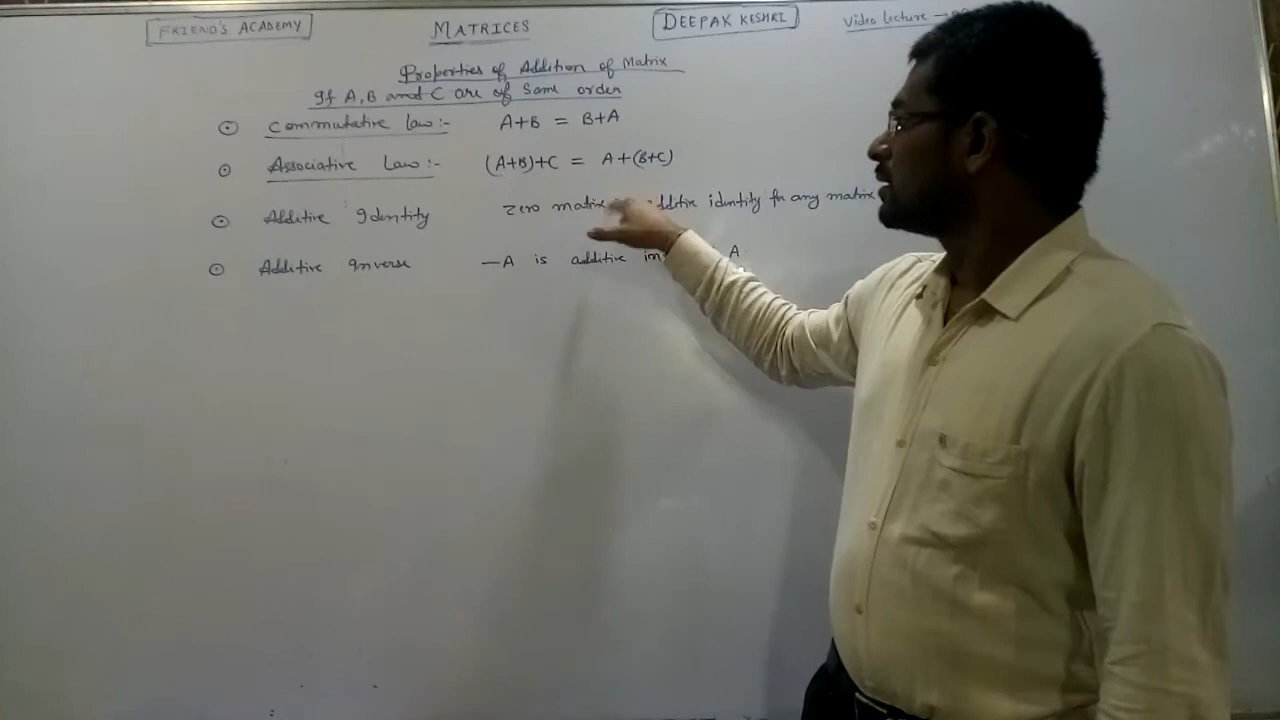 FRIEND'S ACADEMY MATRICES DEEPAK KESHRI Video Lecture →
Properties of Addition of Matrix
If A, B and C are of same order
⊙ Commutative Law:- A+B = B+A
⊙ Associative Law:- (A+B)+C = A+(B+C)
⊙ Additive Identity zero matrix additive identity for any matrix
⊙ Additive Inverse —A is additive A